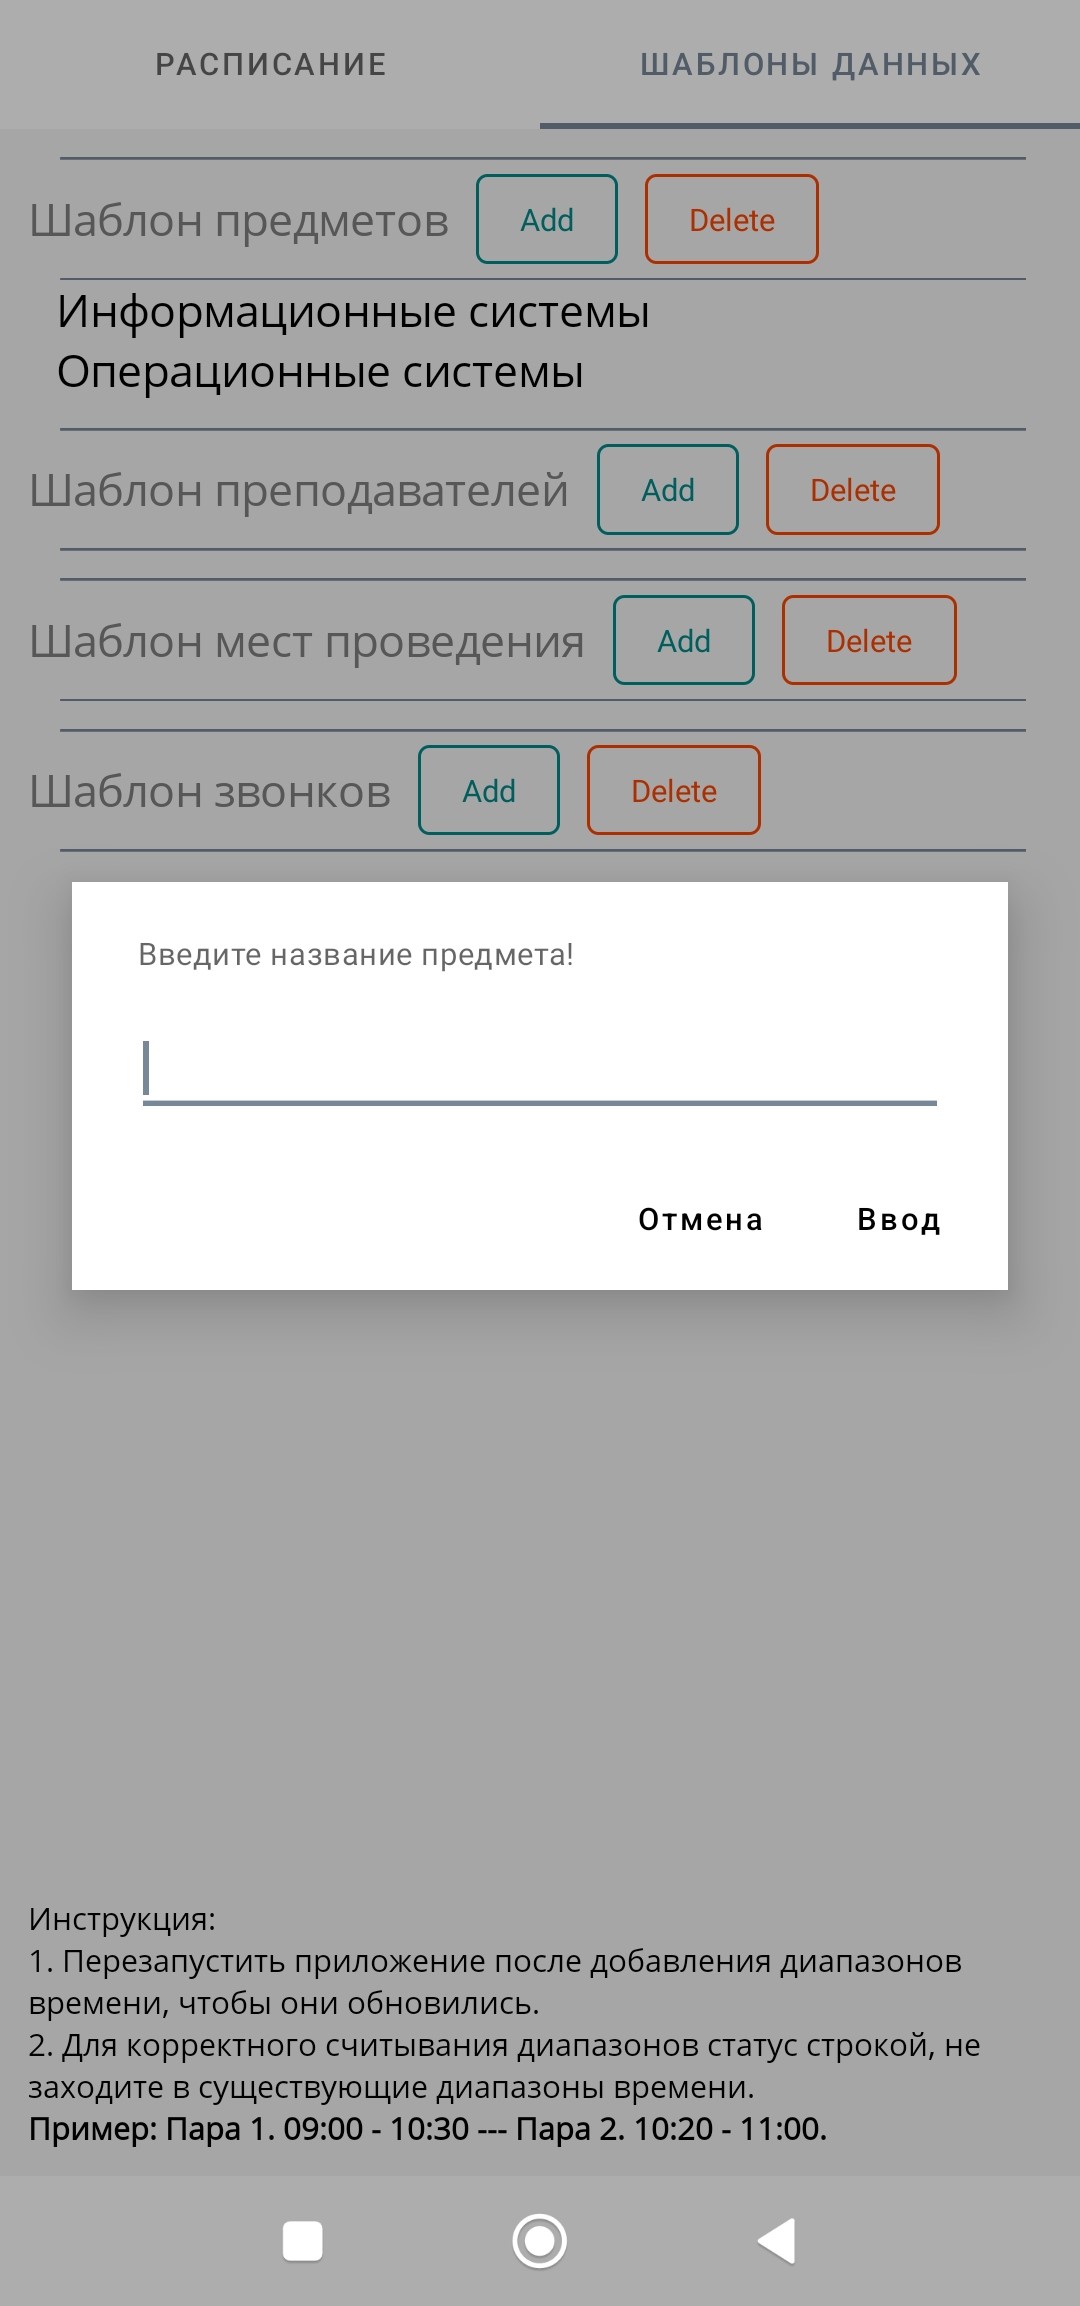 РАСПИСАНИЕ ШАБЛОНЫ ДАННЫХ
Шаблон предметов Add Delete
Информационные системы
Операционные системы
Шаблон преподавателей Add Delete
Шаблон мест проведения Add Delete
Шаблон звонков Add Delete
Введите название предмета!
Отмена Ввод
Инструкция:
1. Перезапустить приложение после добавления диапазонов
времени, чтобы они обновились.
2. Для корректного считывания диапазонов статус строкой, не
заходите в существующие диапазоны времени.
Пример: Пара 1. 09:00 - 10:30 --- Пара 2. 10:20 - 11:00.